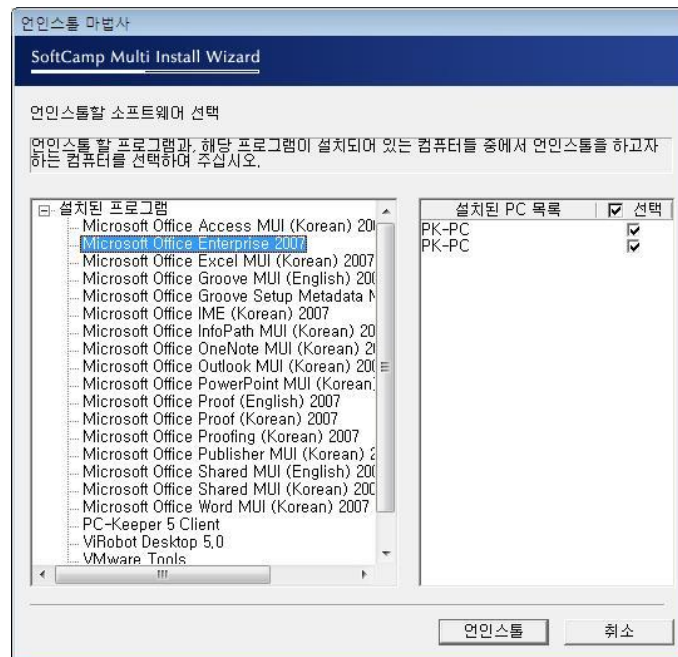 언인스톨 마법사
SoftCamp Multi Install Wizard
언인스톨할 소프트웨어 선택
언인스톨 할 프로그램과, 해당 프로그램이 설치되어 있는 컴퓨터들 중에서 언인스톨을 하고자
하는 컴퓨터를 선택하여 주십시오.
설치된 프로그램
Microsoft Office Access MUI (Korean) 20
Microsoft Office Enterprise 2007
Microsoft Office Excel MUI (Korean) 2007
Microsoft Office Groove MUI (English) 200
Microsoft Office Groove Setup Metadata M
Microsoft Office IME (Korean) 2007
Microsoft Office InfoPath MUI (Korean) 20
Microsoft Office OneNote MUI (Korean) 2
Microsoft Office Outlook MUI (Korean) 200
Microsoft Office PowerPoint MUI (Korean)
Microsoft Office Proof (English) 2007
Microsoft Office Proof (Korean) 2007
Microsoft Office Proofing (Korean) 2007
Microsoft Office Publisher MUI (Korean) 2
Microsoft Office Shared MUI (English) 200
Microsoft Office Shared MUI (Korean) 200
Microsoft Office Word MUI (Korean) 2007
PC-Keeper 5 Client
ViRobot Desktop 5.0
VMware Tools
설치된 PC 목록 선택
PK-PC
PK-PC
언인스톨 취소